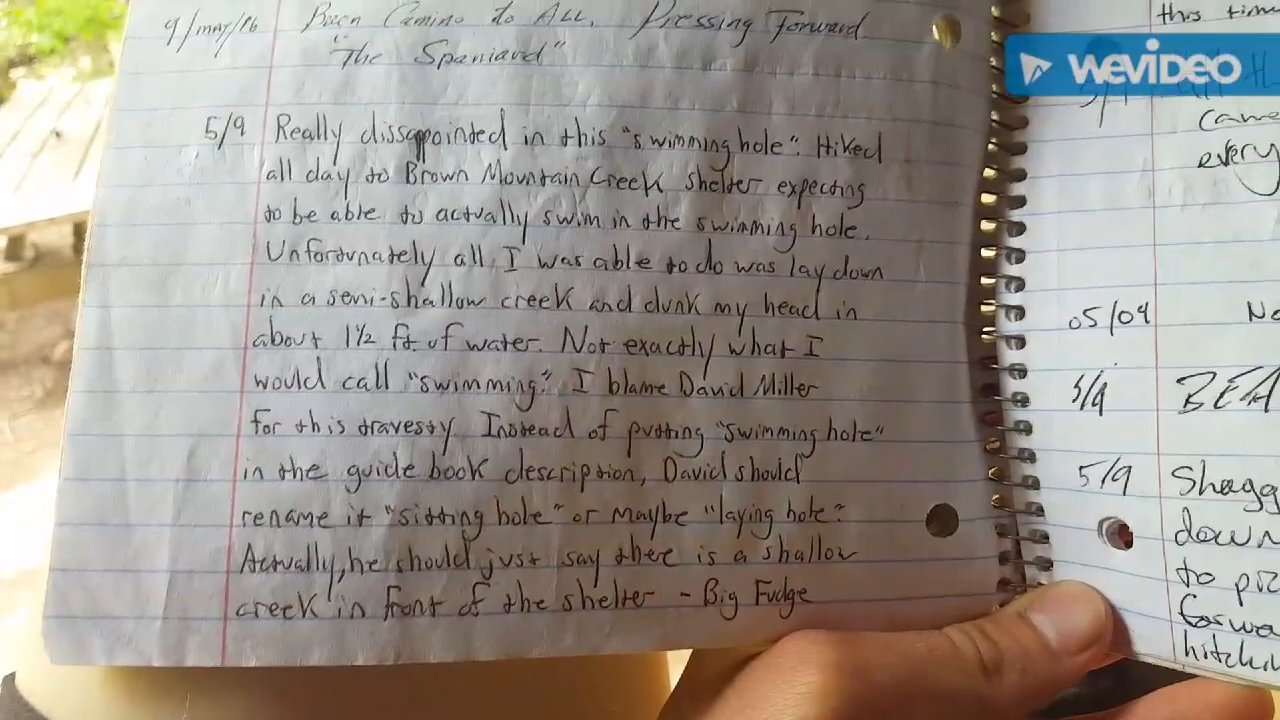 9/may/16 Buen Camino to ALL. Pressing Forward.
"The Spaniard"
5/9 Really dissappointed in this "swimming hole". Hiked
all day to Brown Mountain Creek shelter expecting
to be able to actually swim in the swimming hole.
Unfortunately all I was able to do was lay down
in a semi-shallow creek and dunk my head in
about 1½ ft of water. Not exactly what I
would call "swimming." I blame David Miller
for this travesty. Instead of putting "swimming hole"
in the guide book description, David should
rename it "sitting hole" or maybe "laying hole".
Actually, he should just say there is a shallow
creek in front of the shelter - Big Fudge
this time
came
every
05/09
5/9
5/9
down
to
wevideo